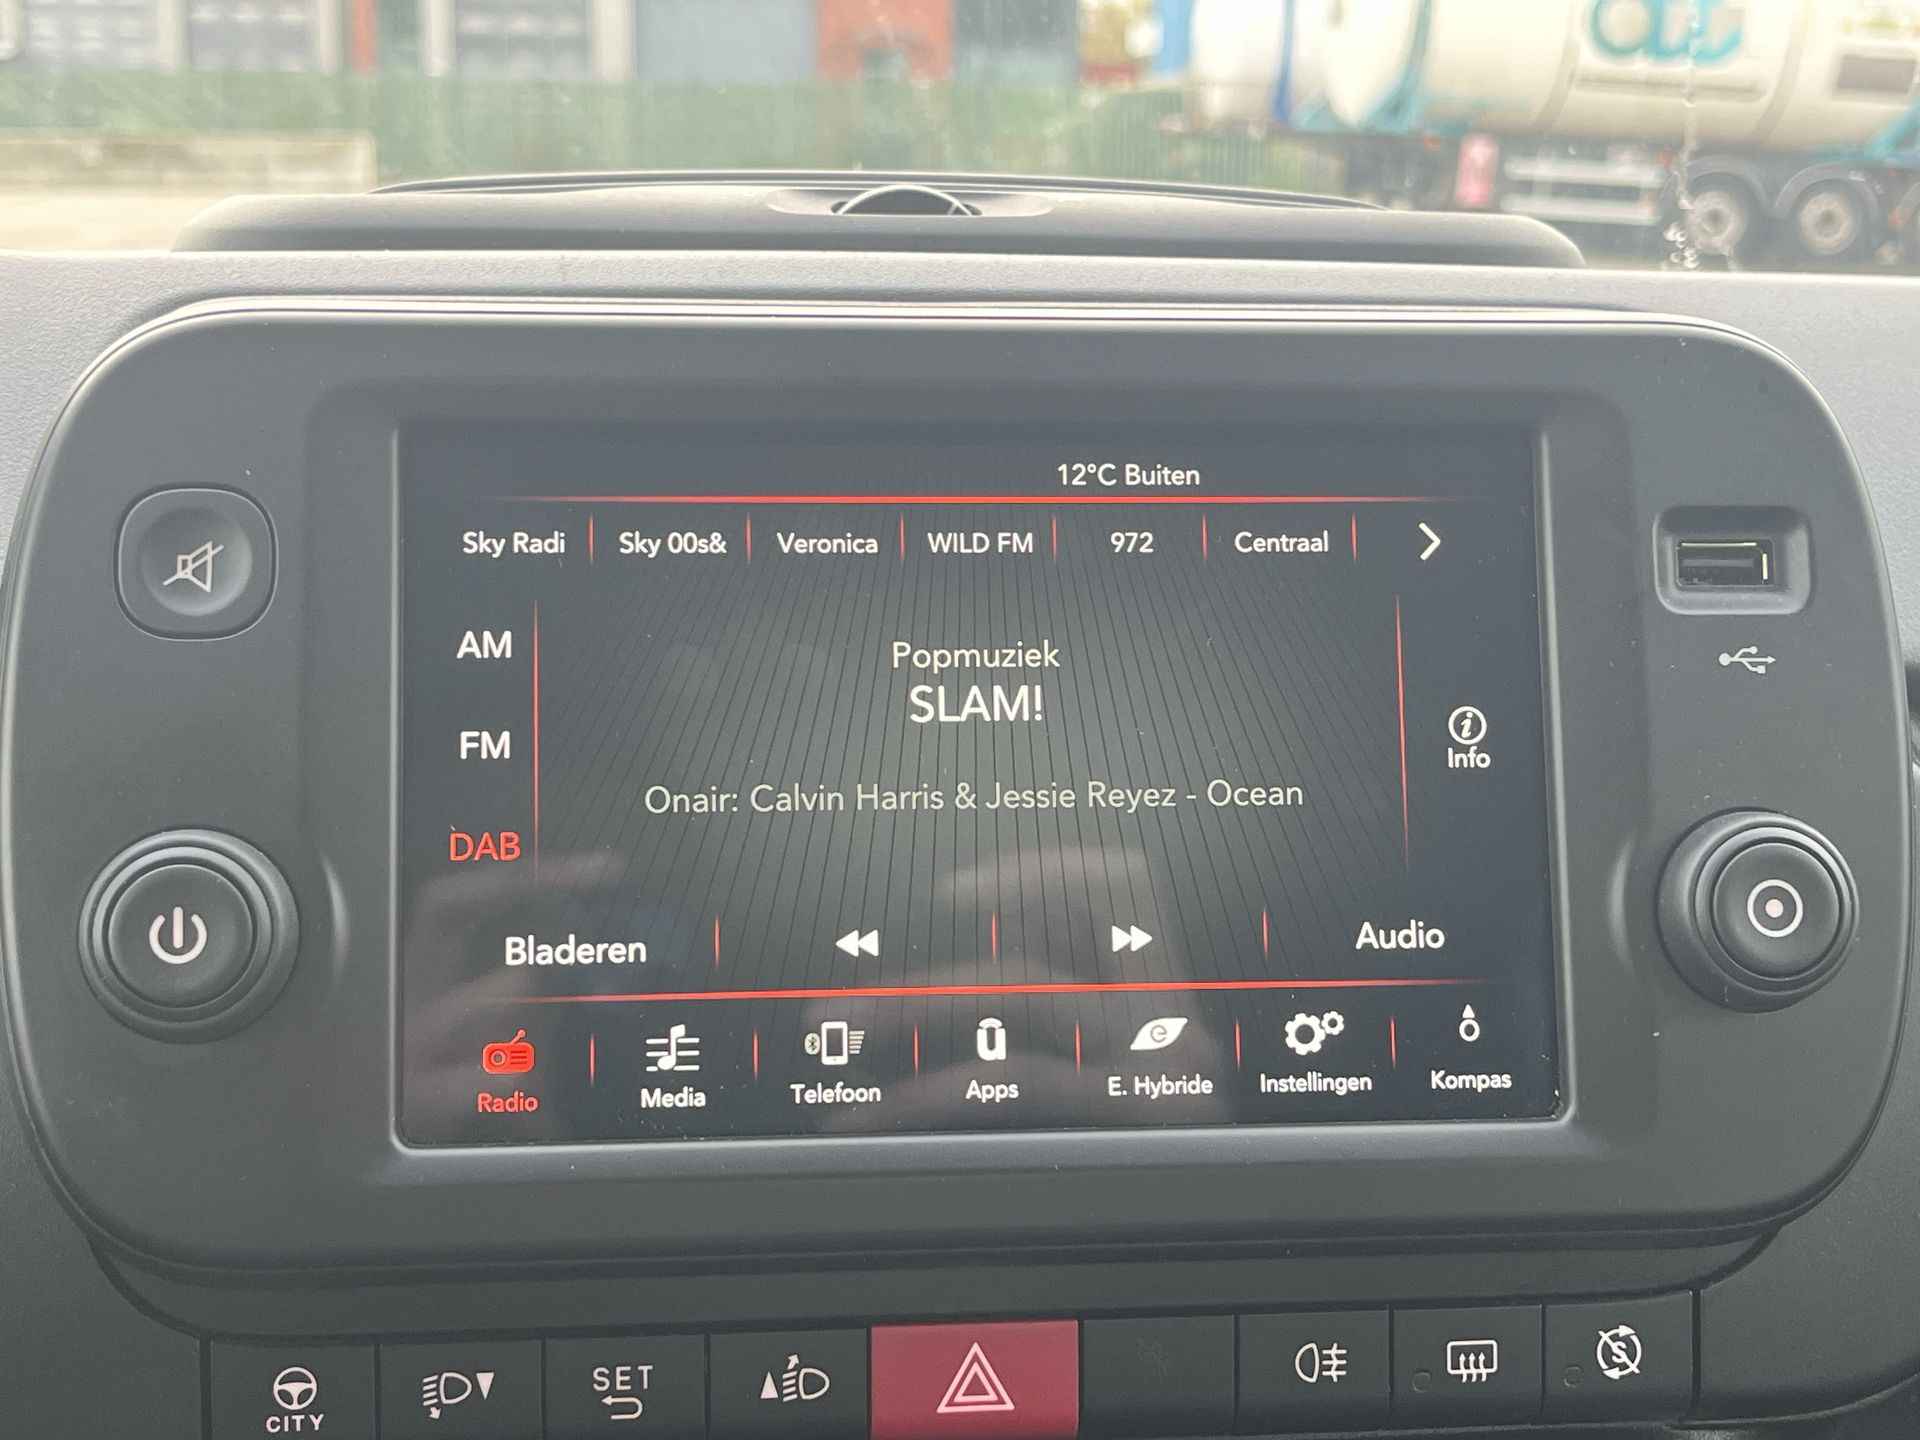 12°C Buiten
Sky Radi Sky 00s& Veronica WILD FM 972 Centraal
AM
Popmuziek
SLAM!
FM
Info
Onair: Calvin Harris & Jessie Reyez - Ocean
DAB
Bladeren Audio
Radio Media Telefoon Apps E. Hybride Instellingen Kompas
CITY
SET